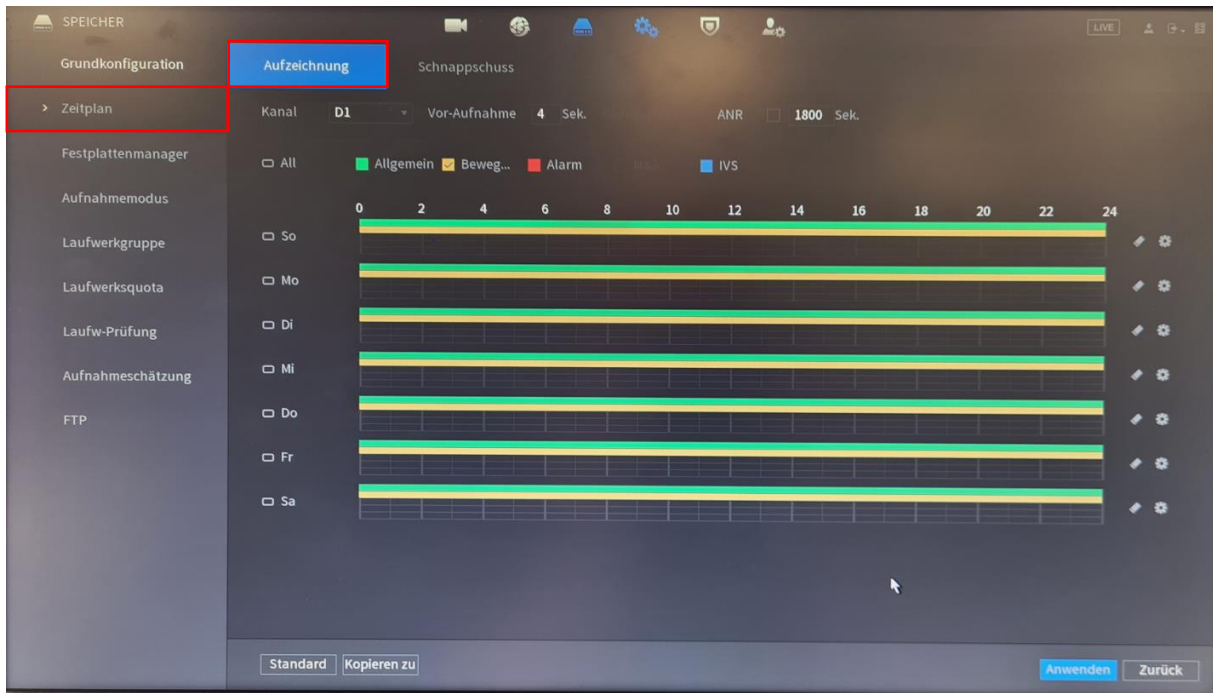 SPEICHER
LIVE
Grundkonfiguration
Aufzeichnung Schnappschuss
Zeitplan
Kanal D1 Vor-Aufnahme 4 Sek. ANR 1800 Sek.
Festplattenmanager
All Allgemein Beweg... Alarm IVS
Aufnahmemodus
0 2 4 6 8 10 12 14 16 18 20 22 24
So
Laufwerkgruppe
Mo
Laufwerksquota
Di
Laufw-Prüfung
Mi
Aufnahmeschätzung
Do
FTP
Fr
Sa
Standard Kopieren zu
Anwenden Zurück